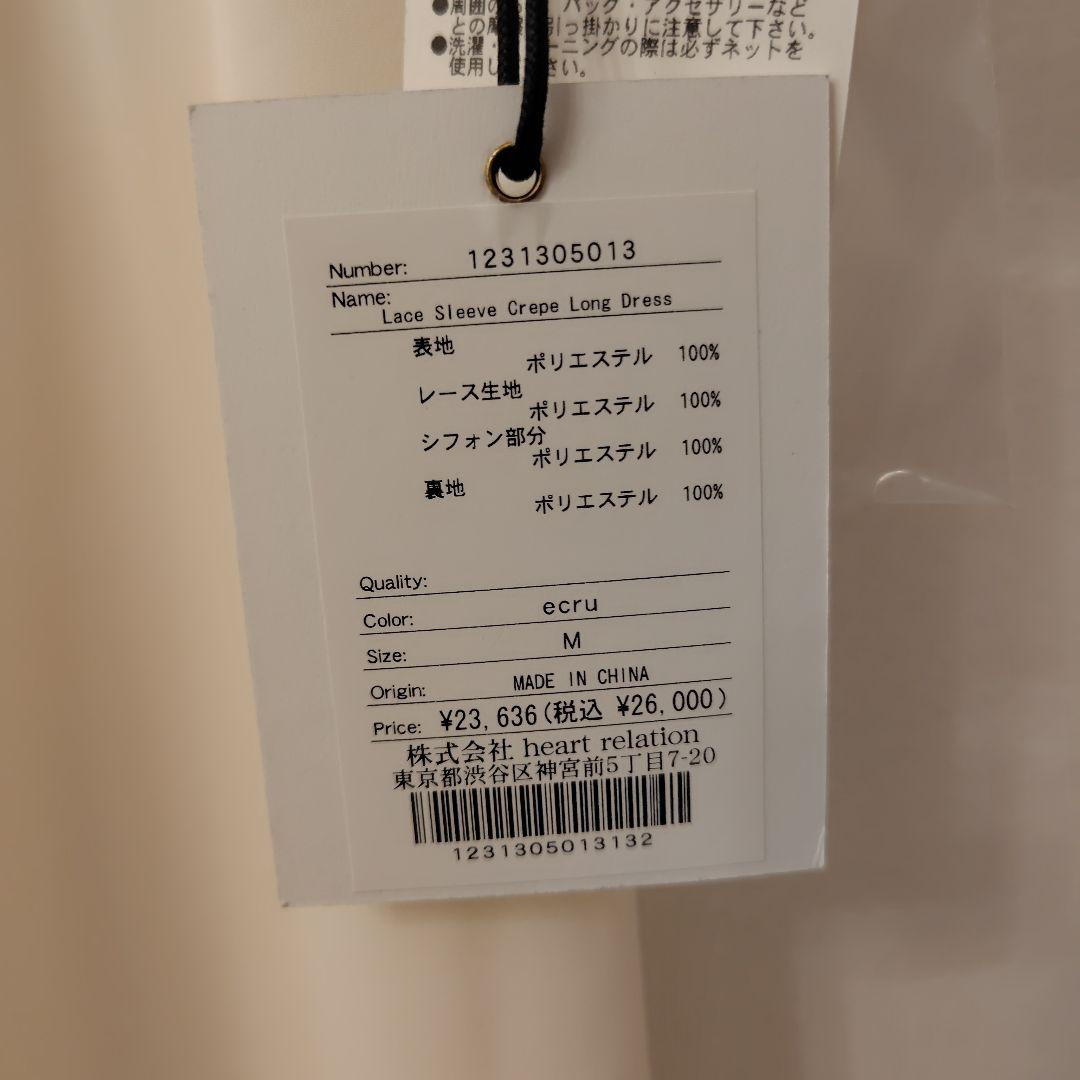 ●周囲の バッグ・アクセサリーなど
との摩 引っ掛かりに注意して下さい。
●洗濯・ ーニングの際は必ずネットを
使用し さい。
Number: 1231305013
Name:
Lace Sleeve Crepe Long Dress
表地
ポリエステル 100%
レース生地
ポリエステル 100%
シフォン部分
ポリエステル 100%
裏地
ポリエステル 100%
Quality:
Color: ecru
Size: M
Origin: MADE IN CHINA
Price: ¥23,636(税込 ¥26,000)
株式会社 heart relation
東京都渋谷区神宮前5丁目7-20
1231305013132